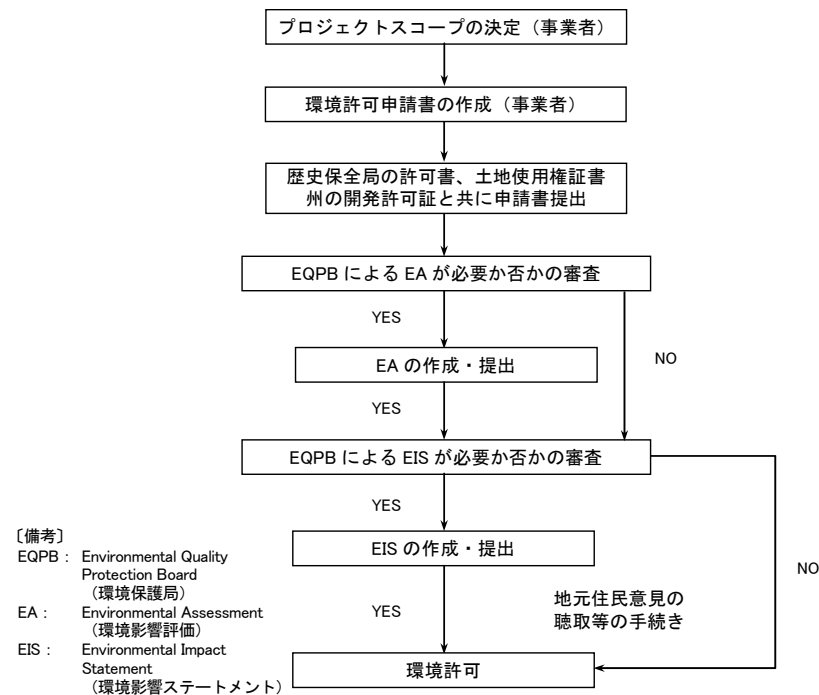 プロジェクトスコープの決定（事業者）
環境許可申請書の作成（事業者）
歴史保全局の許可書、土地使用権証書
州の開発許可証と共に申請書提出
EQPB による EA が必要か否かの審査
YES
NO
EA の作成・提出
YES
EQPB による EIS が必要か否かの審査
YES
NO
EIS の作成・提出
YES
地元住民意見の
聴取等の手続き
環境許可
〔備考〕
EQPB： Environmental Quality
Protection Board
（環境保護局）
EA： Environmental Assessment
（環境影響評価）
EIS： Environmental Impact
Statement
（環境影響ステートメント）